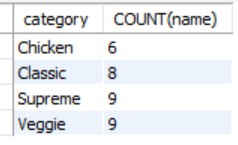 category COUNT(name)
Chicken 6
Classic 8
Supreme 9
Veggie 9